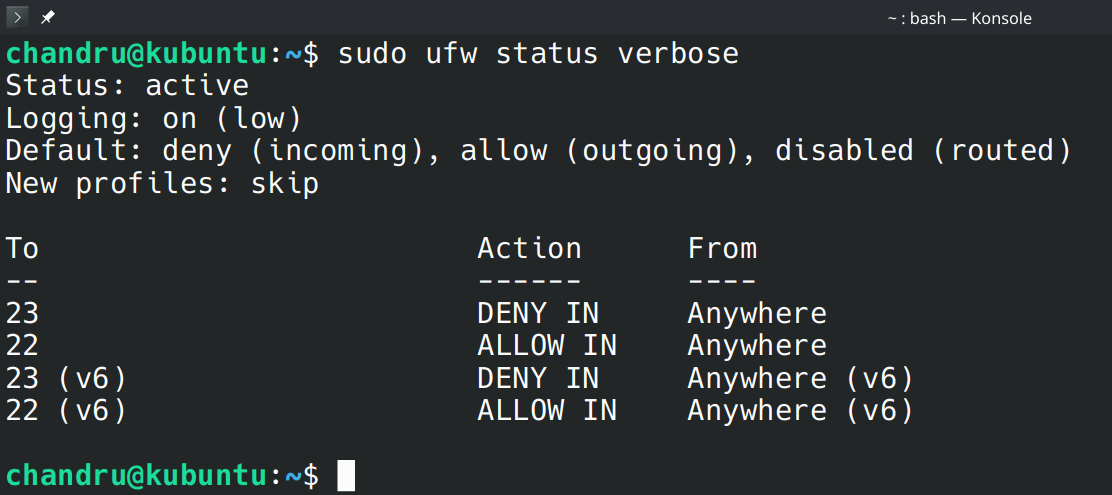 ~ : bash — Konsole
chandru@kubuntu:~$ sudo ufw status verbose
Status: active
Logging: on (low)
Default: deny (incoming), allow (outgoing), disabled (routed)
New profiles: skip
To                         Action      From
--                         ------      ----
23                         DENY IN     Anywhere
22                         ALLOW IN    Anywhere
23 (v6)                    DENY IN     Anywhere (v6)
22 (v6)                    ALLOW IN    Anywhere (v6)
chandru@kubuntu:~$